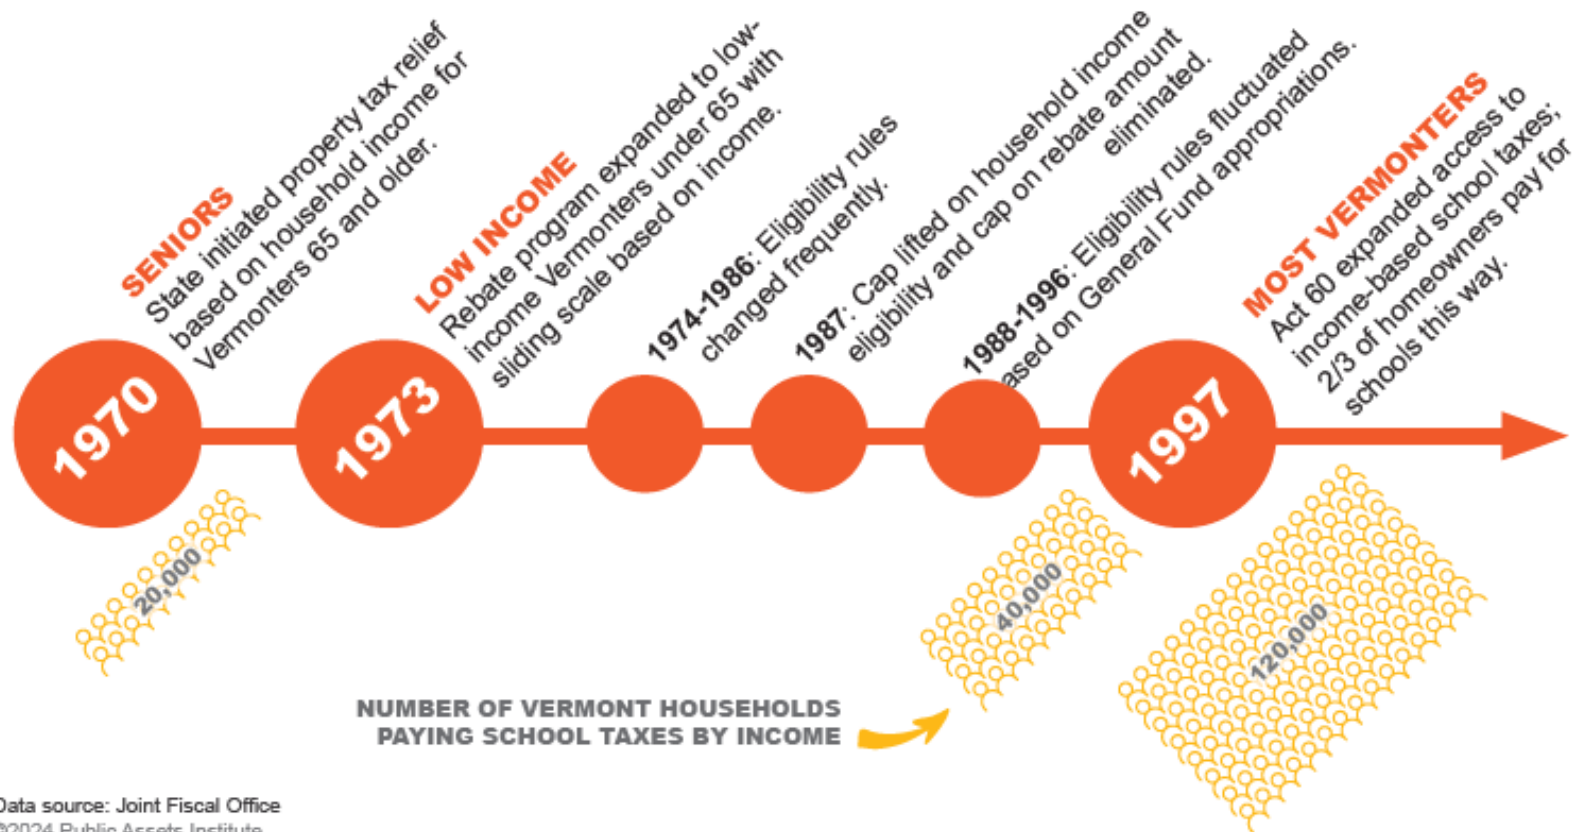 SENIORS
State initiated property tax relief
based on household income for
Vermonters 65 and older.
LOW INCOME
Rebate program expanded to low-
income Vermonters under 65 with
sliding scale based on income.
1974-1986: Eligibility rules
changed frequently.
1987: Cap lifted on household income
eligibility and cap on rebate amount
eliminated.
1988-1996: Eligibility rules fluctuated
ased on General Fund appropriations.
MOST VERMONTERS
Act 60 expanded access to
income-based school taxes;
2/3 of homeowners pay for
schools this way.
1970
1973
1997
20,000
40,000
120,000
NUMBER OF VERMONT HOUSEHOLDS
PAYING SCHOOL TAXES BY INCOME
Data source: Joint Fiscal Office
©2024 Public Assets Institute